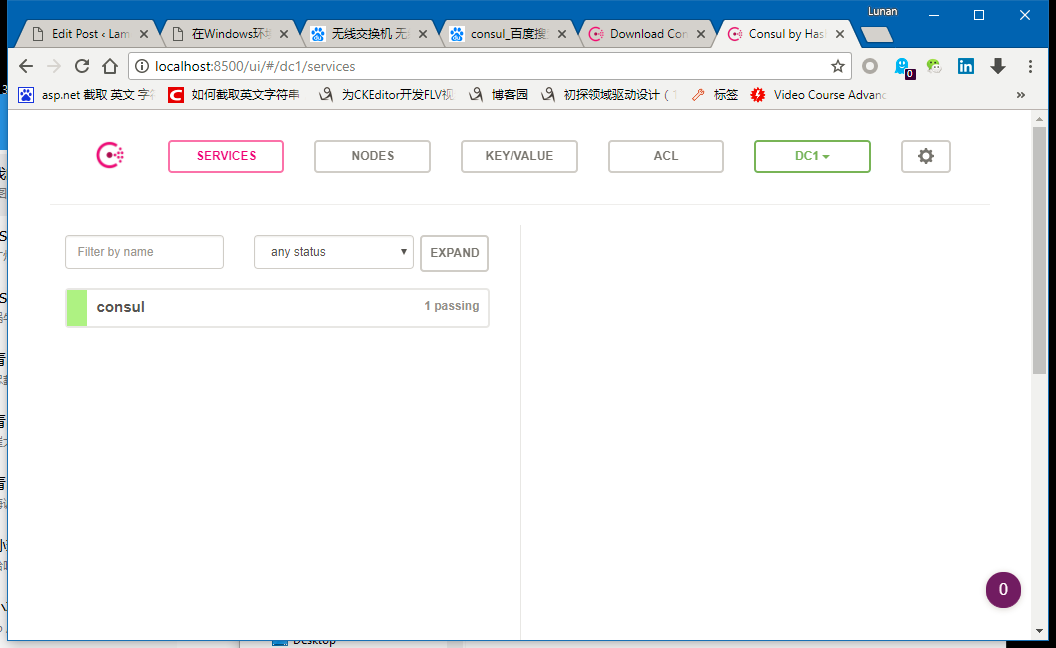 Lunan
Edit Post ‹ Lam
在Windows环境
无线交换机 无
consul_百度搜
Download Con
Consul by Has
localhost:8500/ui/#/dc1/services
0
asp.net 截取 英文 字符
如何截取英文字符串
为CKEditor开发FLV视
博客园
初探领域驱动设计（1
标签
Video Course Advanc
»
SERVICES
NODES
KEY/VALUE
ACL
DC1
Filter by name
any status
EXPAND
consul
1 passing
0
Desktop